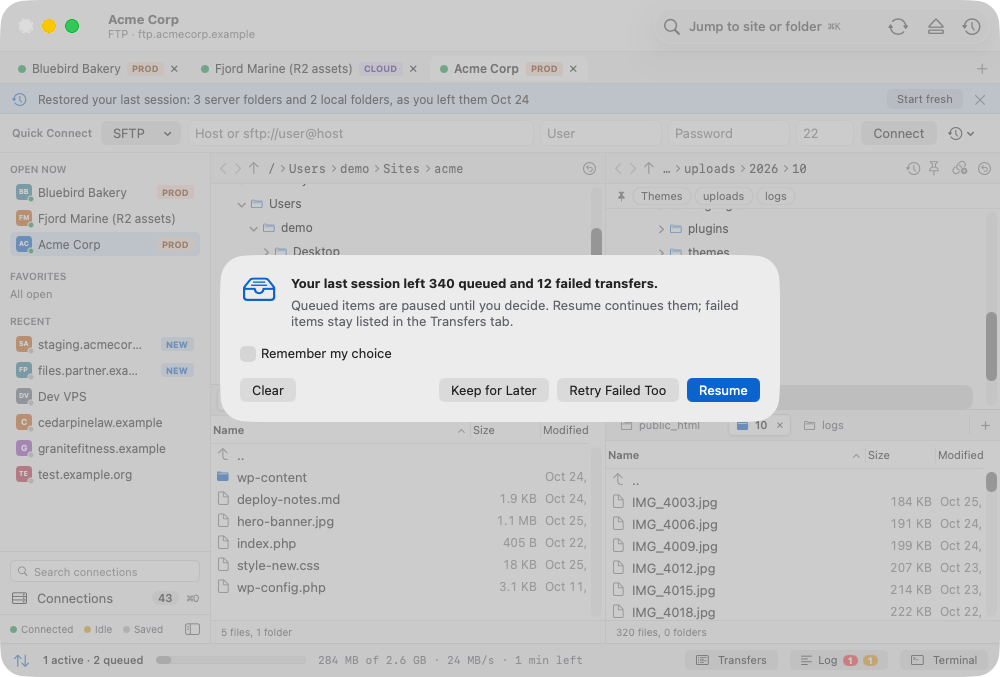 Acme Corp
FTP · ftp.acmecorp.example
Jump to site or folder ⌘K
Bluebird Bakery PROD ×
Fjord Marine (R2 assets) CLOUD ×
Acme Corp PROD ×
Restored your last session: 3 server folders and 2 local folders, as you left them Oct 24
Start fresh
Quick Connect SFTP Host or sftp://user@host User Password 22 Connect
OPEN NOW
BB Bluebird Bakery PROD
FM Fjord Marine (R2 assets)
AC Acme Corp PROD
FAVORITES
All open
RECENT
SA staging.acmecor... NEW
FP files.partner.exa... NEW
DV Dev VPS
C cedarpinelaw.example
G granitefitness.example
TE test.example.org
Search connections
Connections 43 ⌘0
Connected Idle Saved
/ > Users > demo > Sites > acme
Users
demo
Desktop
… > uploads > 2026 > 10
Themes uploads logs
plugins
themes
Your last session left 340 queued and 12 failed transfers.
Queued items are paused until you decide. Resume continues them; failed
items stay listed in the Transfers tab.
Remember my choice
Clear Keep for Later Retry Failed Too Resume
Name Size Modified
..
wp-content Oct 24,
deploy-notes.md 1.9 KB Oct 24,
hero-banner.jpg 1.1 MB Oct 25,
index.php 405 B Oct 22,
style-new.css 18 KB Oct 25,
wp-config.php 3.1 KB Oct 11,
5 files, 1 folder
public_html 10 × logs
Name Size Modified
..
IMG_4003.jpg 184 KB Oct 25,
IMG_4006.jpg 191 KB Oct 24,
IMG_4009.jpg 199 KB Oct 24,
IMG_4012.jpg 207 KB Oct 23,
IMG_4015.jpg 214 KB Oct 23,
IMG_4018.jpg 222 KB Oct 22,
320 files, 0 folders
1 active · 2 queued 284 MB of 2.6 GB · 24 MB/s · 1 min left
Transfers Log 1 1 Terminal